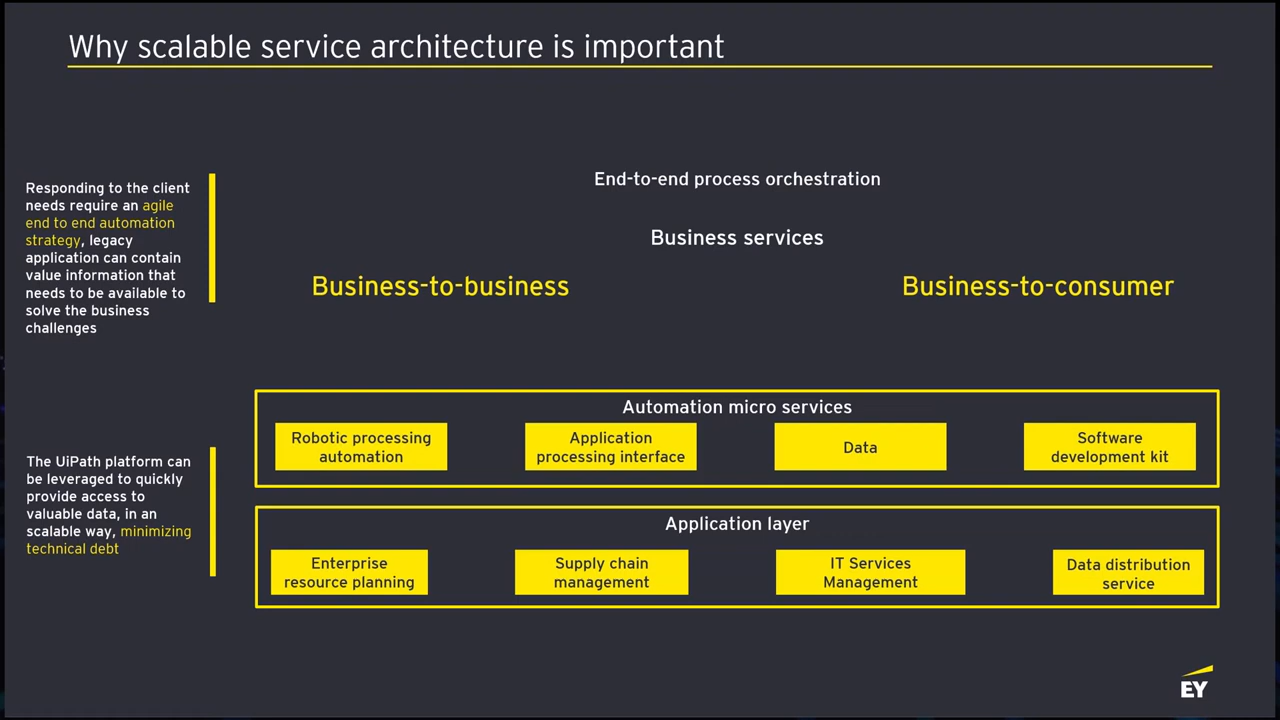 Why scalable service architecture is important
Responding to the client
needs require an agile
end to end automation
strategy, legacy
application can contain
value information that
needs to be available to
solve the business
challenges
End-to-end process orchestration
Business services
Business-to-business
Business-to-consumer
The UiPath platform can
be leveraged to quickly
provide access to
valuable data, in an
scalable way, minimizing
technical debt
Automation micro services
Robotic processing
automation
Application
processing interface
Data
Software
development kit
Application layer
Enterprise
resource planning
Supply chain
management
IT Services
Management
Data distribution
service
EY